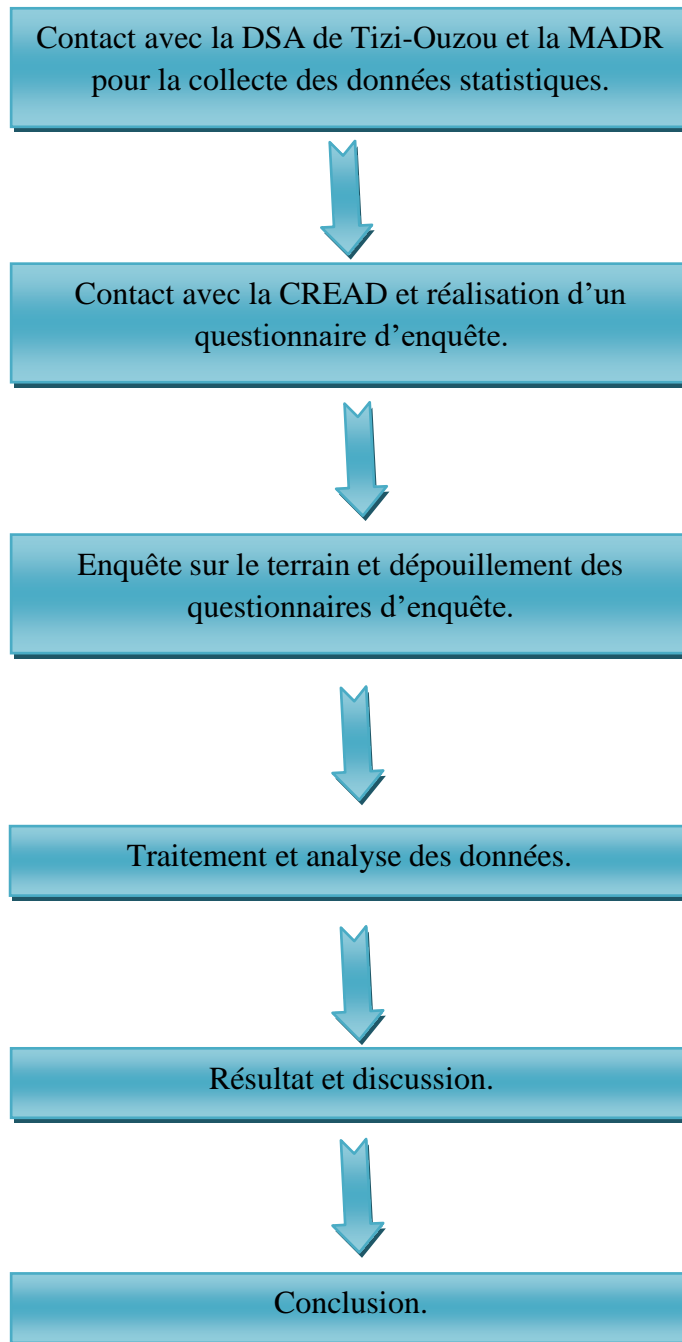 Contact avec la DSA de Tizi-Ouzou et la MADR
pour la collecte des données statistiques.
Contact avec la CREAD et réalisation d’un
questionnaire d’enquête.
Enquête sur le terrain et dépouillement des
questionnaires d’enquête.
Traitement et analyse des données.
Résultat et discussion.
Conclusion.